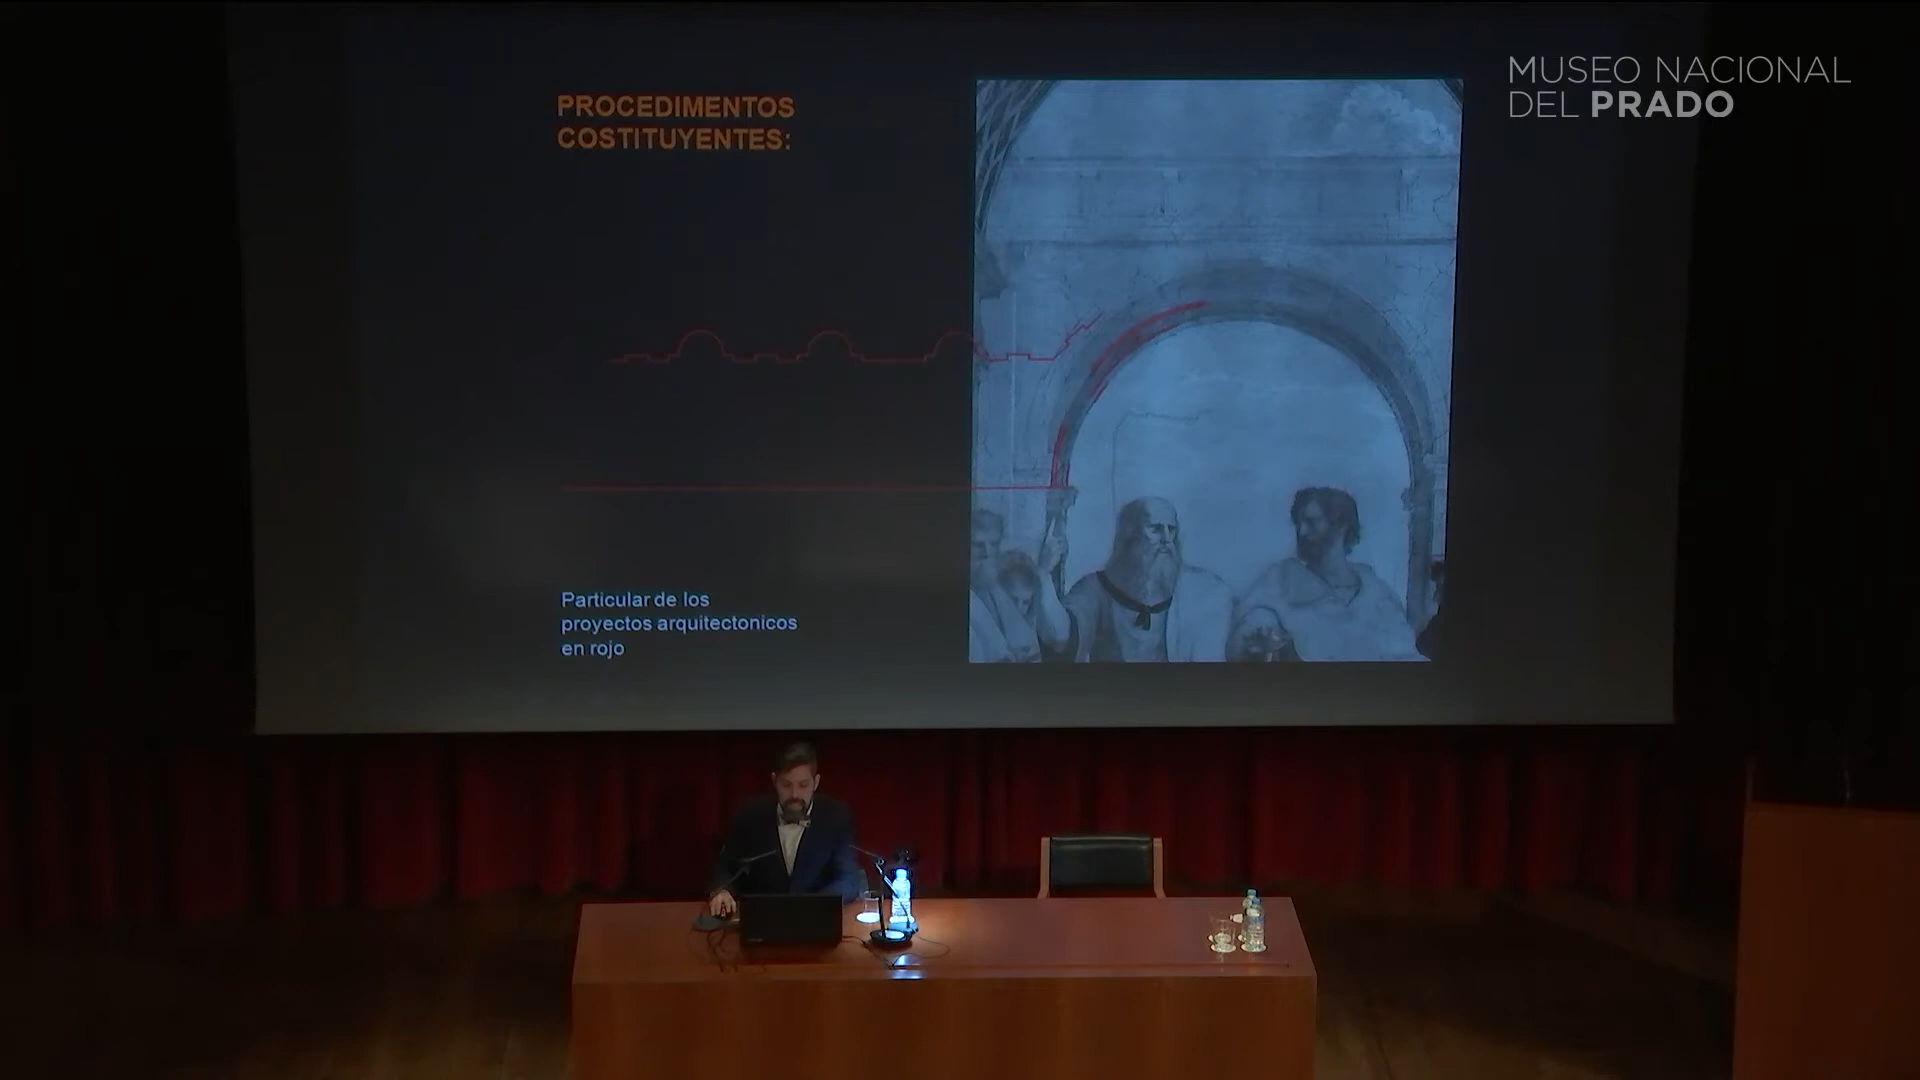 MUSEO NACIONAL
DEL PRADO
PROCEDIMENTOS
COSTITUYENTES:
Particular de los
proyectos arquitectonicos
en rojo